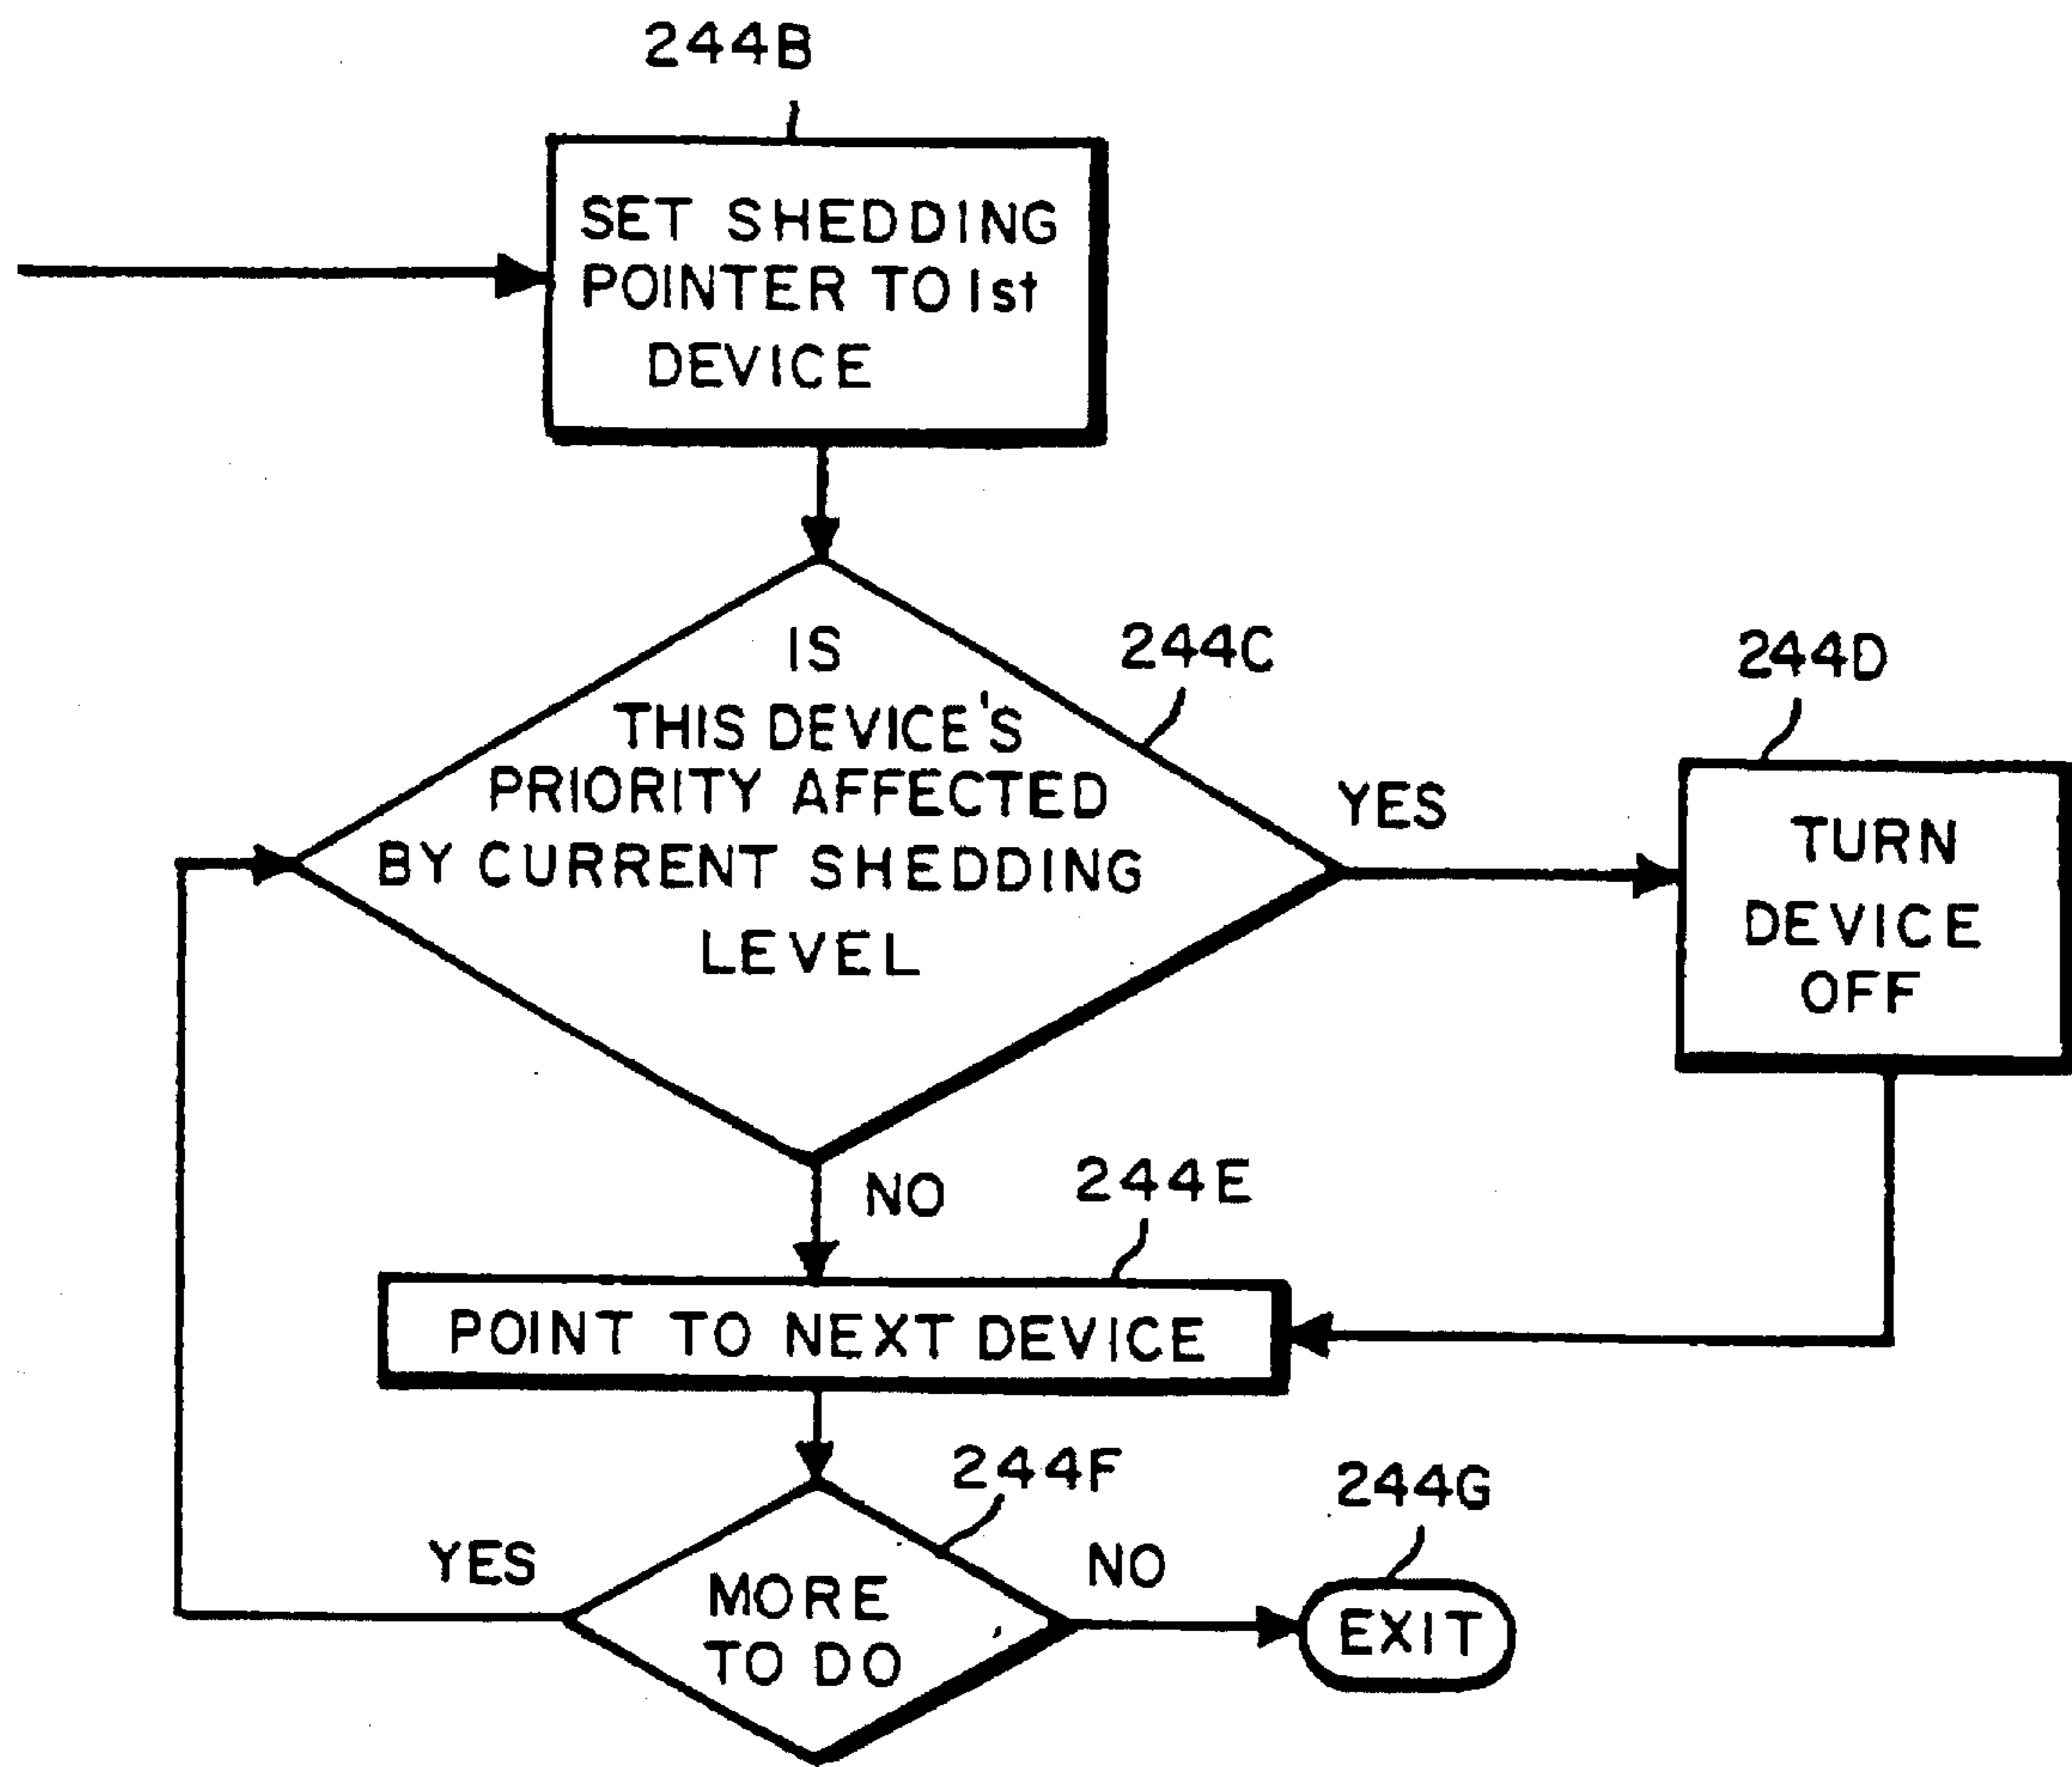 244B
SET SHEDDING
POINTER TO 1st
DEVICE
IS
THIS DEVICE'S
PRIORITY AFFECTED
BY CURRENT SHEDDING
LEVEL
244C
YES
244D
TURN
DEVICE
OFF
NO
244E
POINT TO NEXT DEVICE
244F
YES
MORE
TO DO
NO
244G
EXIT